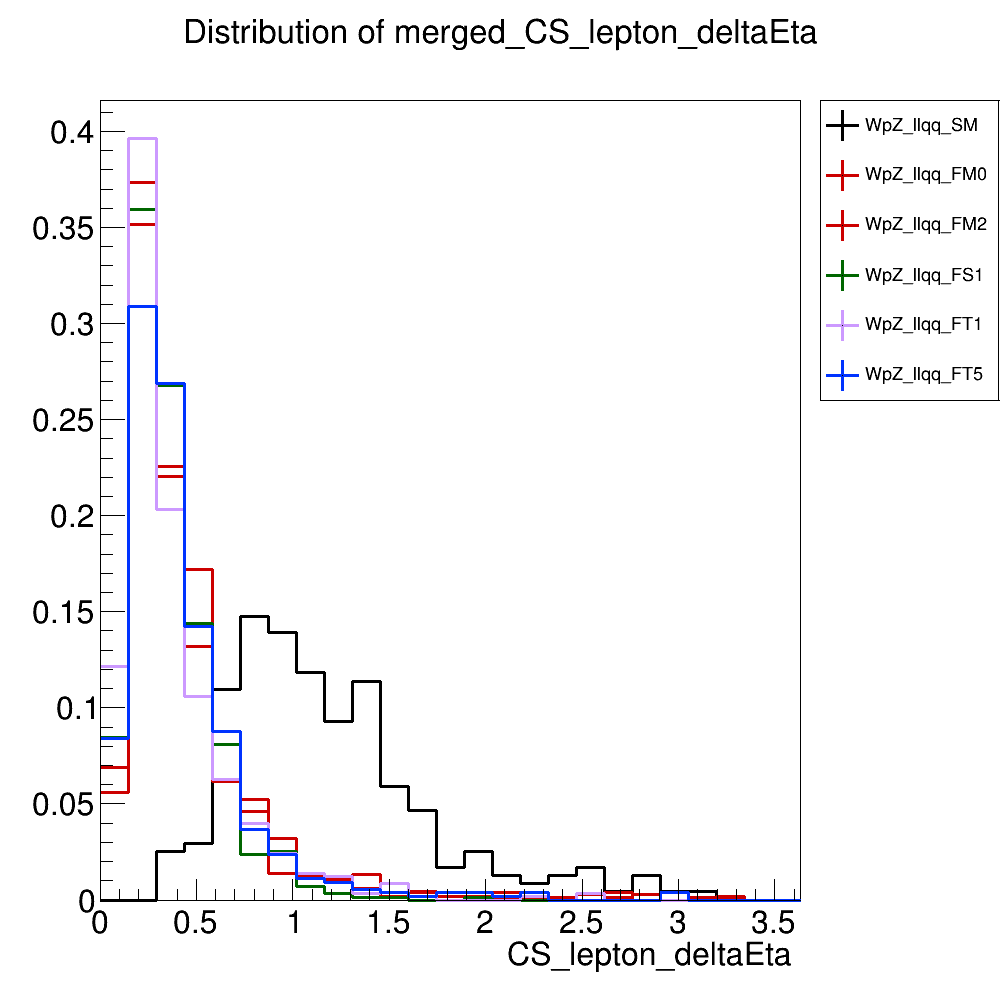 Distribution of merged_CS_lepton_deltaEta
0.4
0.35
0.3
0.25
0.2
0.15
0.1
0.05
0
0 0.5 1 1.5 2 2.5 3 3.5
CS_lepton_deltaEta
WpZ_llqq_SM
WpZ_llqq_FM0
WpZ_llqq_FM2
WpZ_llqq_FS1
WpZ_llqq_FT1
WpZ_llqq_FT5